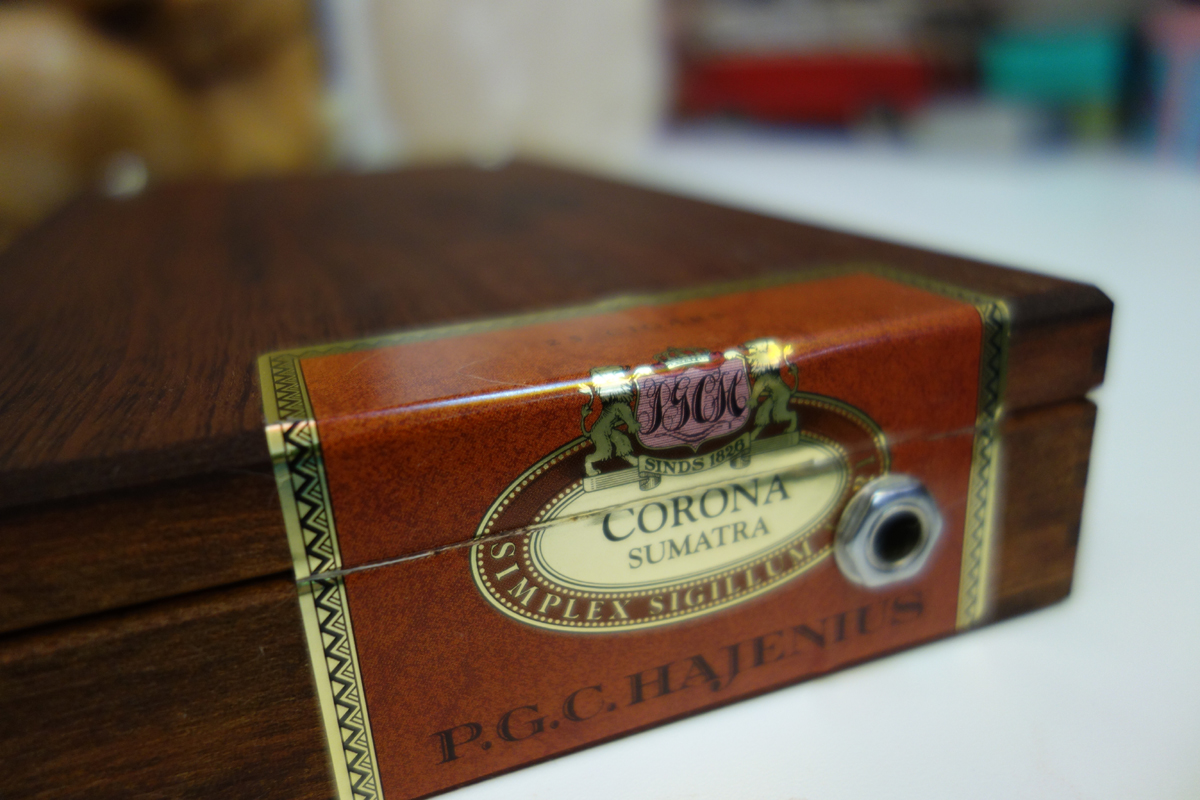 PGCH
SINDS 1826
CORONA
SUMATRA
SIMPLEX SIGILLUM
P.G.C. HAJENIUS